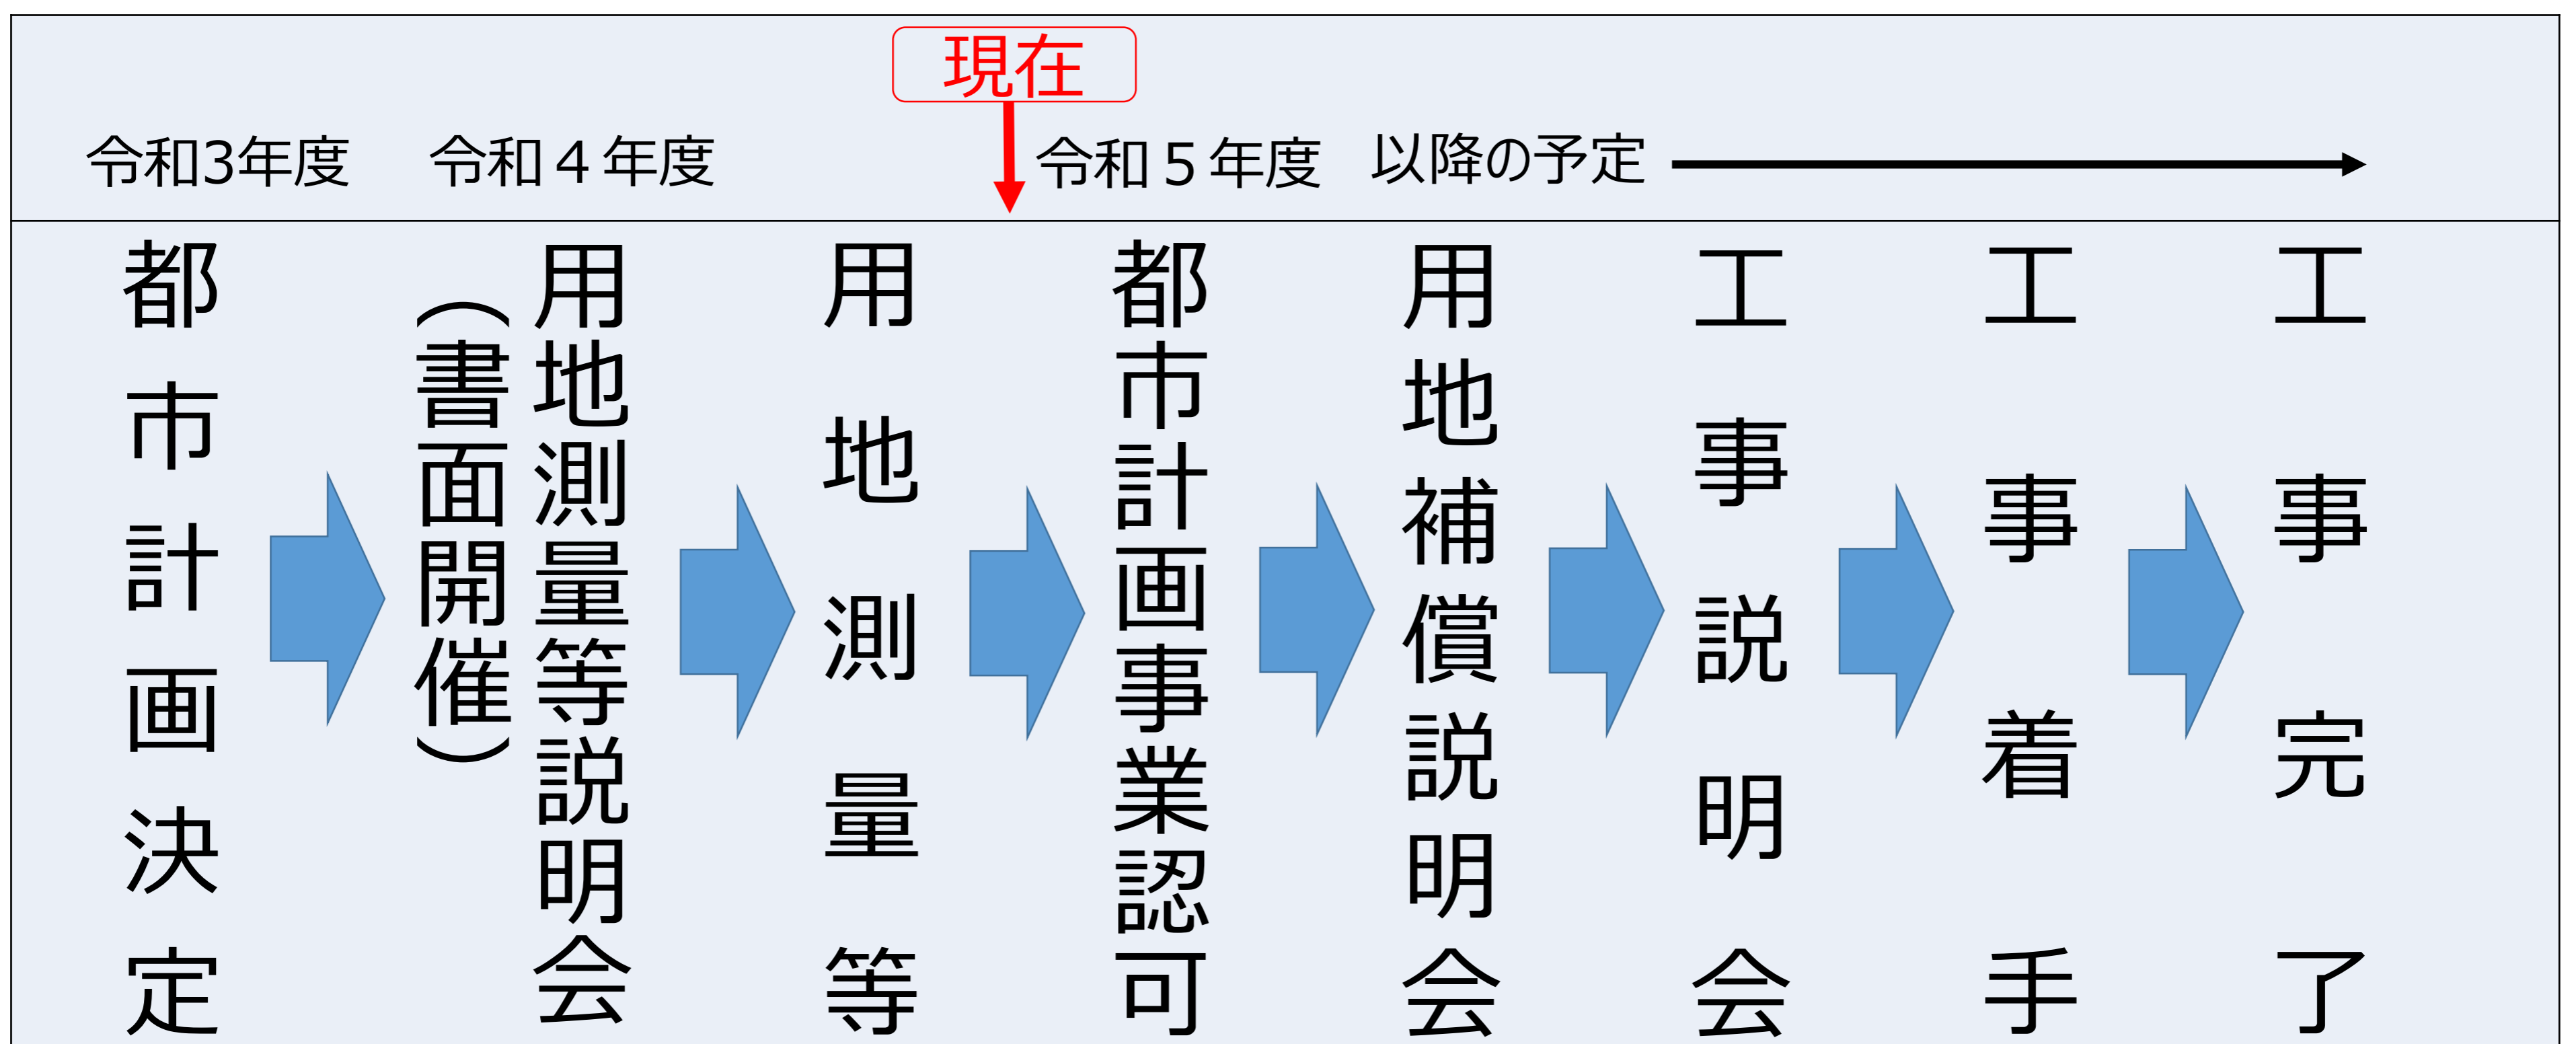 現在
令和3年度
令和４年度
令和５年度
以降の予定
都市計画決定
用地測量等説明会
（書面開催）
用地測量等
都市計画事業認可
用地補償説明会
工事説明会
工事着手
工事完了